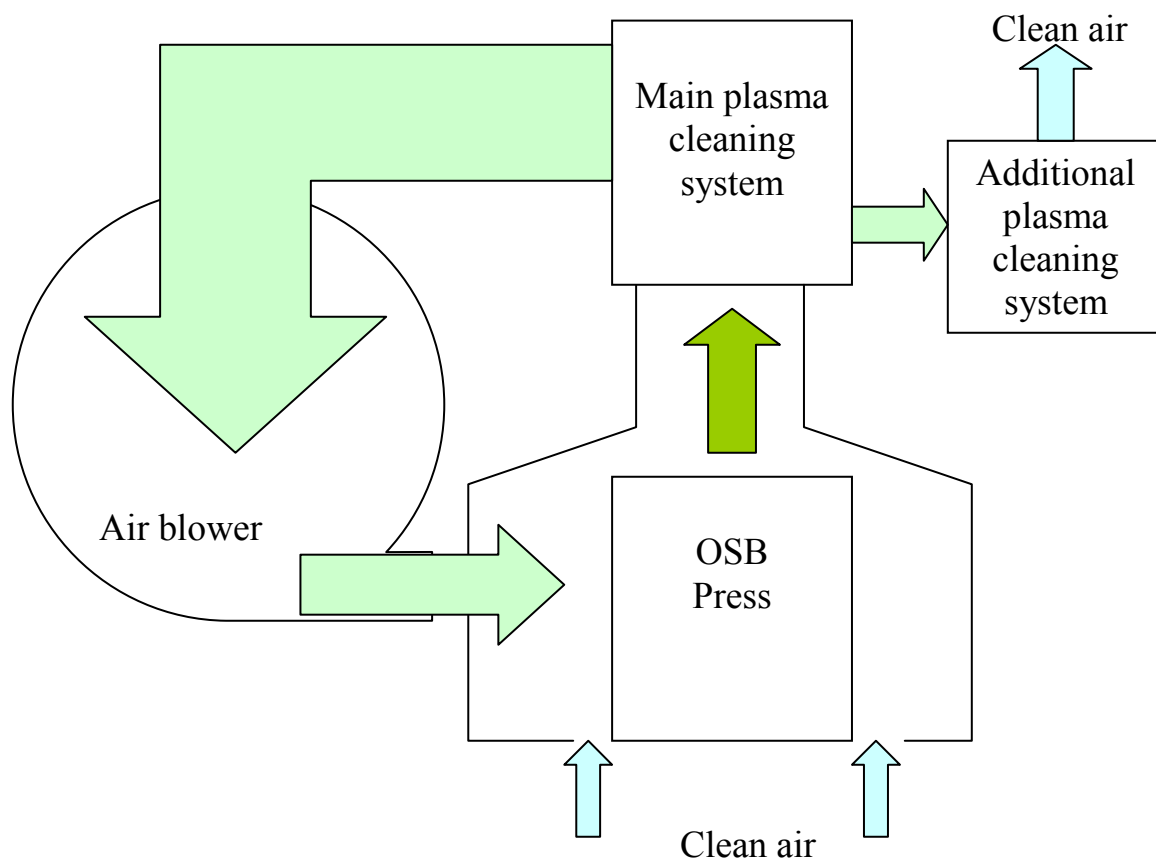 Clean air
Main plasma
cleaning
system
Additional
plasma
cleaning
system
Air blower
OSB
Press
Clean air